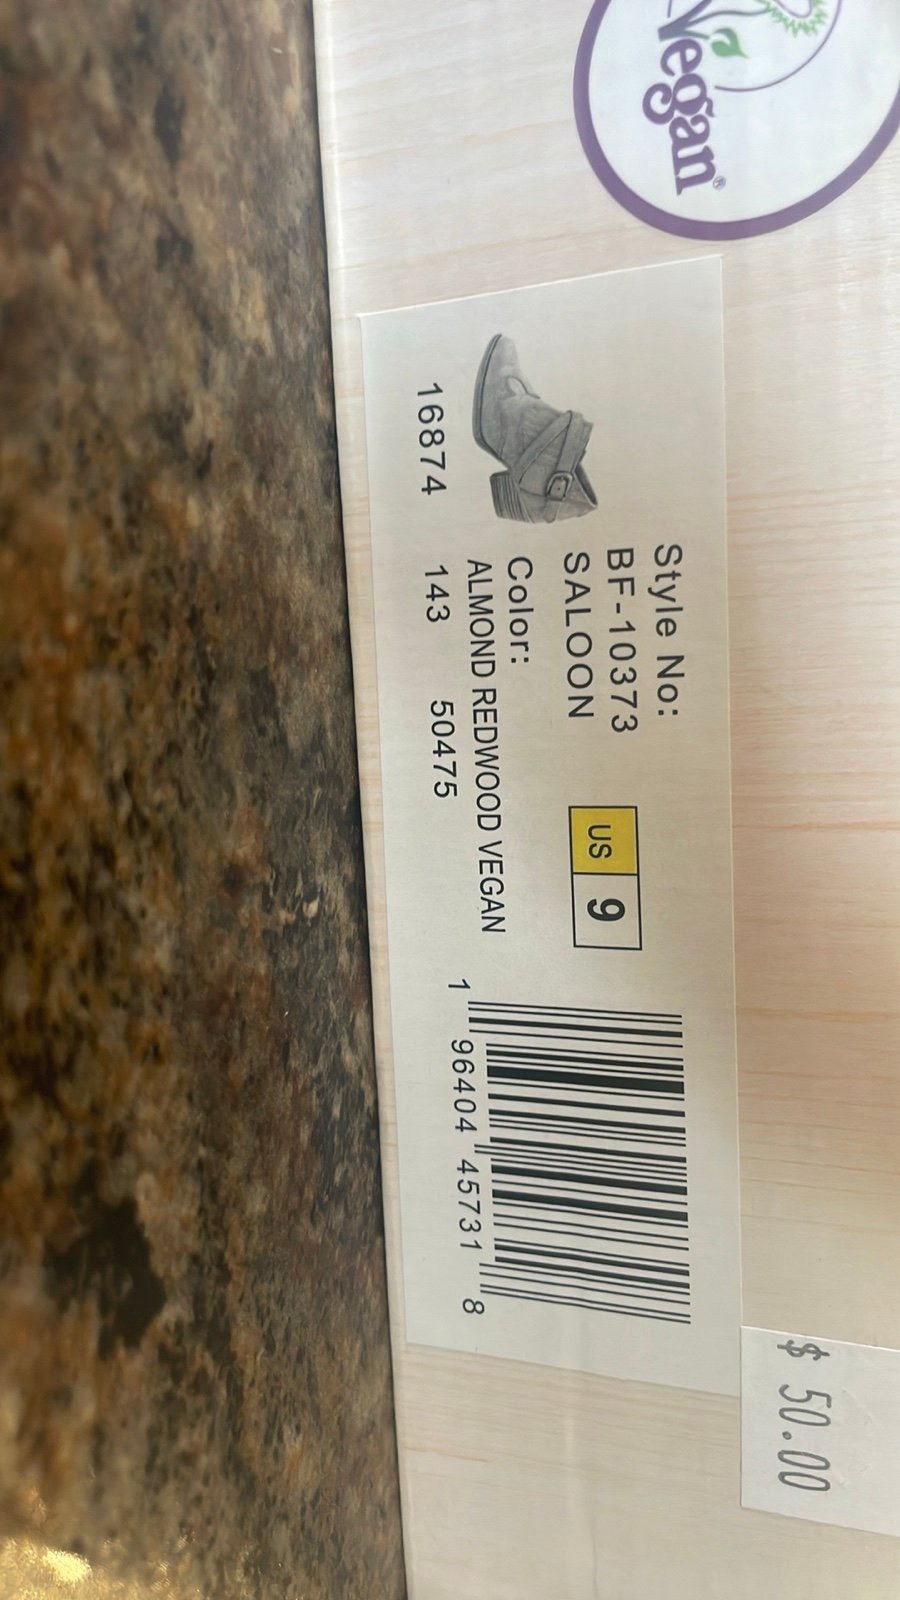 Vegan®
Style No:
BF-10373
SALOON
US 9
Color:
ALMOND REDWOOD VEGAN
16874 143 50475
1 96404 45731 8
$ 50.00